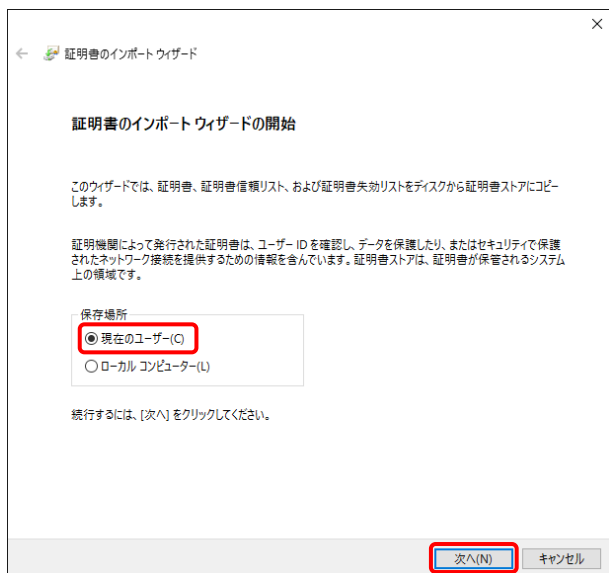 証明書のインポート ウィザード
証明書のインポート ウィザードの開始
このウィザードでは、証明書、証明書信頼リスト、および証明書失効リストをディスクから証明書ストアにコピー
します。
証明機関によって発行された証明書は、ユーザー ID を確認し、データを保護したり、またはセキュリティで保護
されたネットワーク接続を提供するための情報を含んでいます。証明書ストアは、証明書が保管されるシステム
上の領域です。
保存場所
現在のユーザー(C)
ローカル コンピューター(L)
続行するには、[次へ] をクリックしてください。
次へ(N) キャンセル